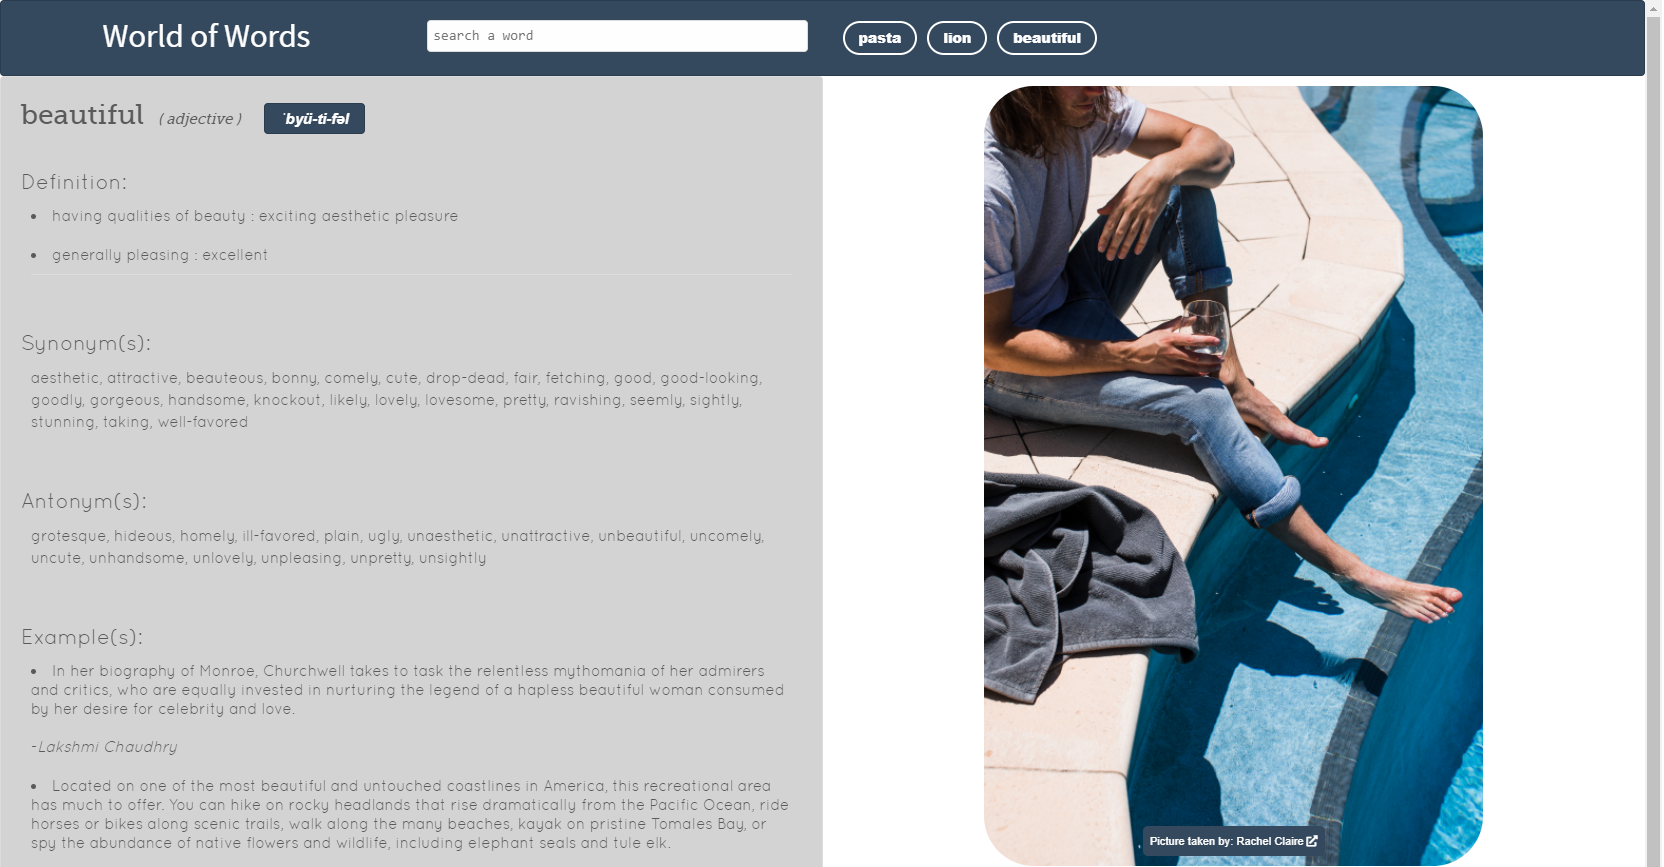 World of Words
search a word
pasta
lion
beautiful
beautiful ( adjective ) ˈbyü-ti-fəl
Definition:
• having qualities of beauty : exciting aesthetic pleasure
• generally pleasing : excellent
Synonym(s):
aesthetic, attractive, beauteous, bonny, comely, cute, drop-dead, fair, fetching, good, good-looking,
goodly, gorgeous, handsome, knockout, likely, lovely, lovesome, pretty, ravishing, seemly, sightly,
stunning, taking, well-favored
Antonym(s):
grotesque, hideous, homely, ill-favored, plain, ugly, unaesthetic, unattractive, unbeautiful, uncomely,
uncute, unhandsome, unlovely, unpleasing, unpretty, unsightly
Example(s):
• In her biography of Monroe, Churchwell takes to task the relentless mythomania of her admirers
and critics, who are equally invested in nurturing the legend of a hapless beautiful woman consumed
by her desire for celebrity and love.
-Lakshmi Chaudhry
• Located on one of the most beautiful and untouched coastlines in America, this recreational area
has much to offer. You can hike on rocky headlands that rise dramatically from the Pacific Ocean, ride
horses or bikes along scenic trails, walk along the many beaches, kayak on pristine Tomales Bay, or
spy the abundance of native flowers and wildlife, including elephant seals and tule elk.
Picture taken by: Rachel Claire